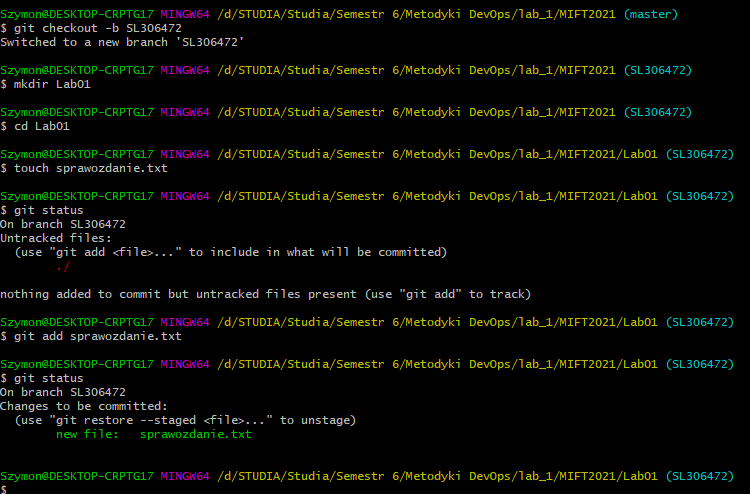 Szymon@DESKTOP-CRPTG17 MINGW64 /d/STUDIA/Studia/Semestr 6/Metodyki DevOps/lab_1/MIFT2021 (master)
$ git checkout -b SL306472
Switched to a new branch 'SL306472'
Szymon@DESKTOP-CRPTG17 MINGW64 /d/STUDIA/Studia/Semestr 6/Metodyki DevOps/lab_1/MIFT2021 (SL306472)
$ mkdir Lab01
Szymon@DESKTOP-CRPTG17 MINGW64 /d/STUDIA/Studia/Semestr 6/Metodyki DevOps/lab_1/MIFT2021 (SL306472)
$ cd Lab01
Szymon@DESKTOP-CRPTG17 MINGW64 /d/STUDIA/Studia/Semestr 6/Metodyki DevOps/lab_1/MIFT2021/Lab01 (SL306472)
$ touch sprawozdanie.txt
Szymon@DESKTOP-CRPTG17 MINGW64 /d/STUDIA/Studia/Semestr 6/Metodyki DevOps/lab_1/MIFT2021/Lab01 (SL306472)
$ git status
On branch SL306472
Untracked files:
  (use "git add <file>..." to include in what will be committed)
        ./
nothing added to commit but untracked files present (use "git add" to track)
Szymon@DESKTOP-CRPTG17 MINGW64 /d/STUDIA/Studia/Semestr 6/Metodyki DevOps/lab_1/MIFT2021/Lab01 (SL306472)
$ git add sprawozdanie.txt
Szymon@DESKTOP-CRPTG17 MINGW64 /d/STUDIA/Studia/Semestr 6/Metodyki DevOps/lab_1/MIFT2021/Lab01 (SL306472)
$ git status
On branch SL306472
Changes to be committed:
  (use "git restore --staged <file>..." to unstage)
        new file:   sprawozdanie.txt
Szymon@DESKTOP-CRPTG17 MINGW64 /d/STUDIA/Studia/Semestr 6/Metodyki DevOps/lab_1/MIFT2021/Lab01 (SL306472)
$